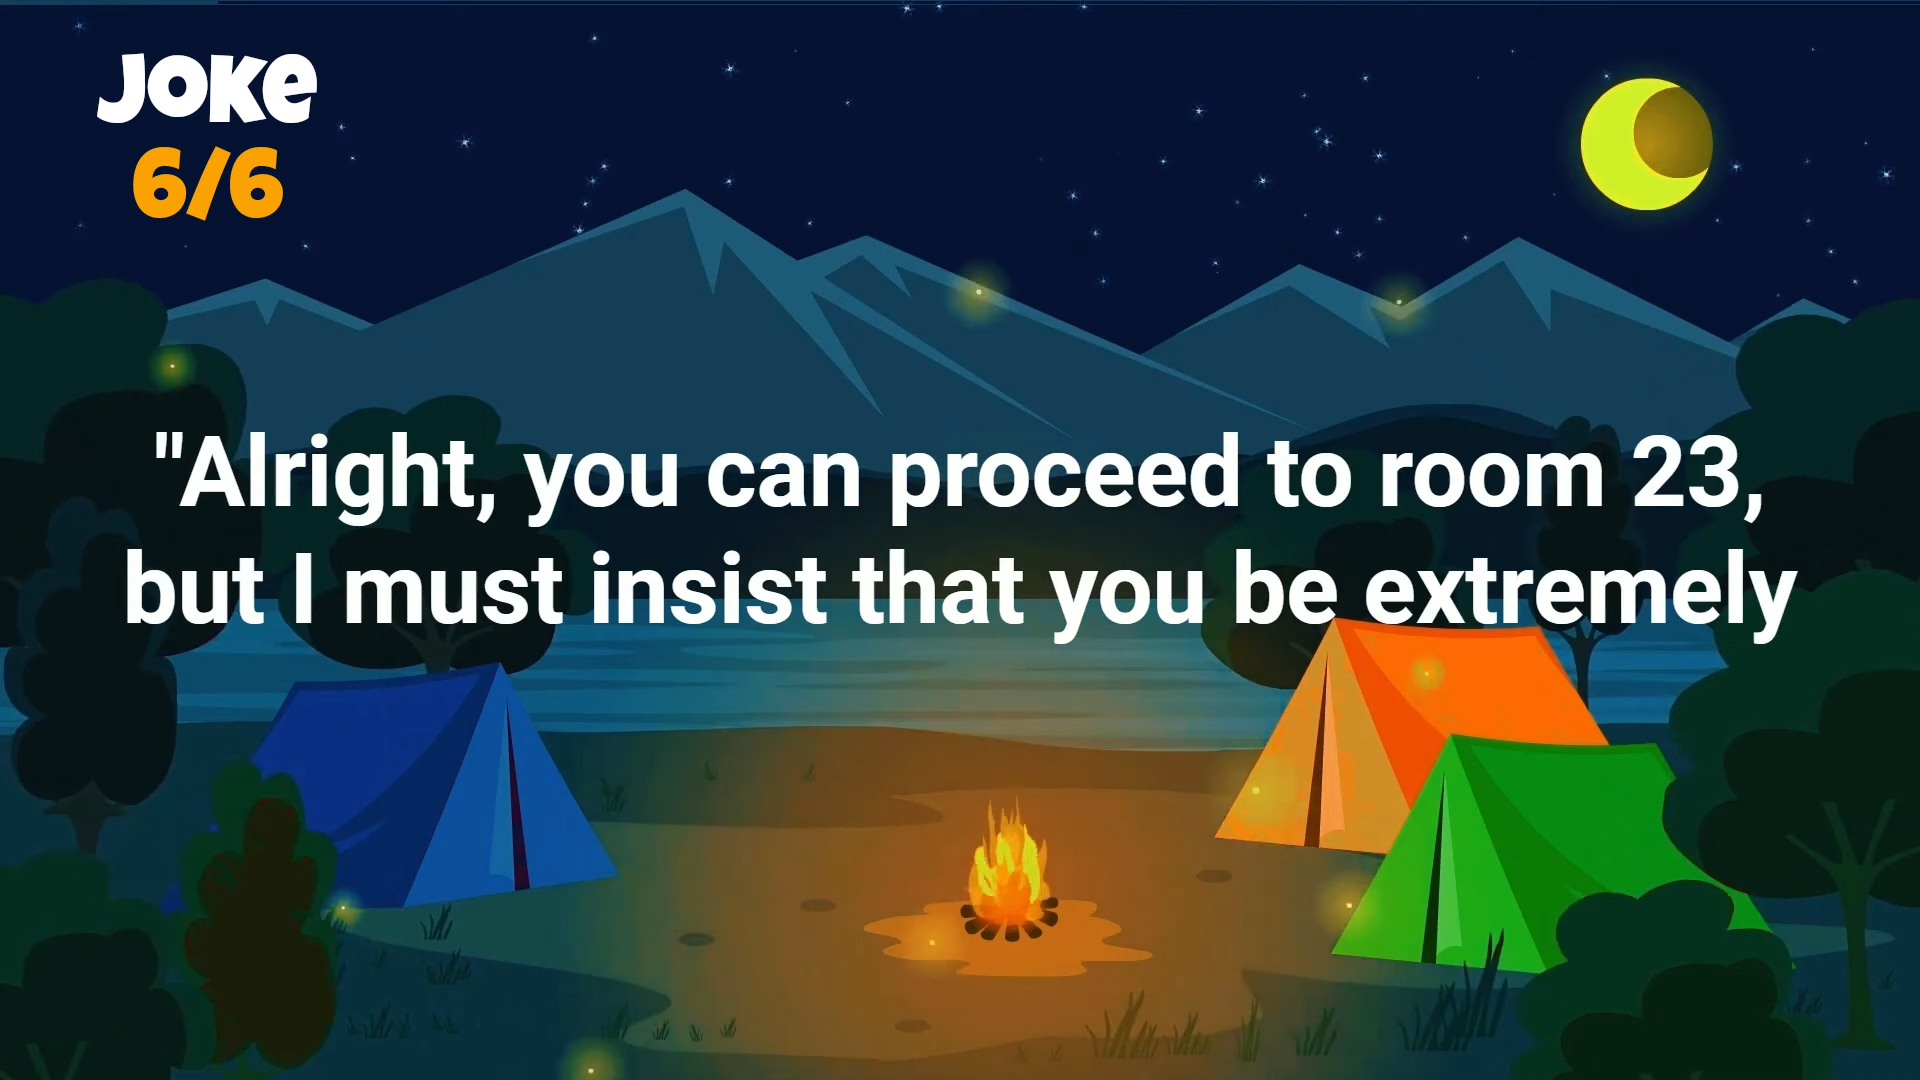 JOKe
6/6
"Alright, you can proceed to room 23,
but I must insist that you be extremely